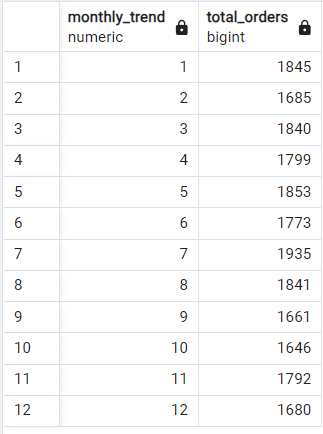 monthly_trend total_orders
numeric bigint
1 1 1845
2 2 1685
3 3 1840
4 4 1799
5 5 1853
6 6 1773
7 7 1935
8 8 1841
9 9 1661
10 10 1646
11 11 1792
12 12 1680